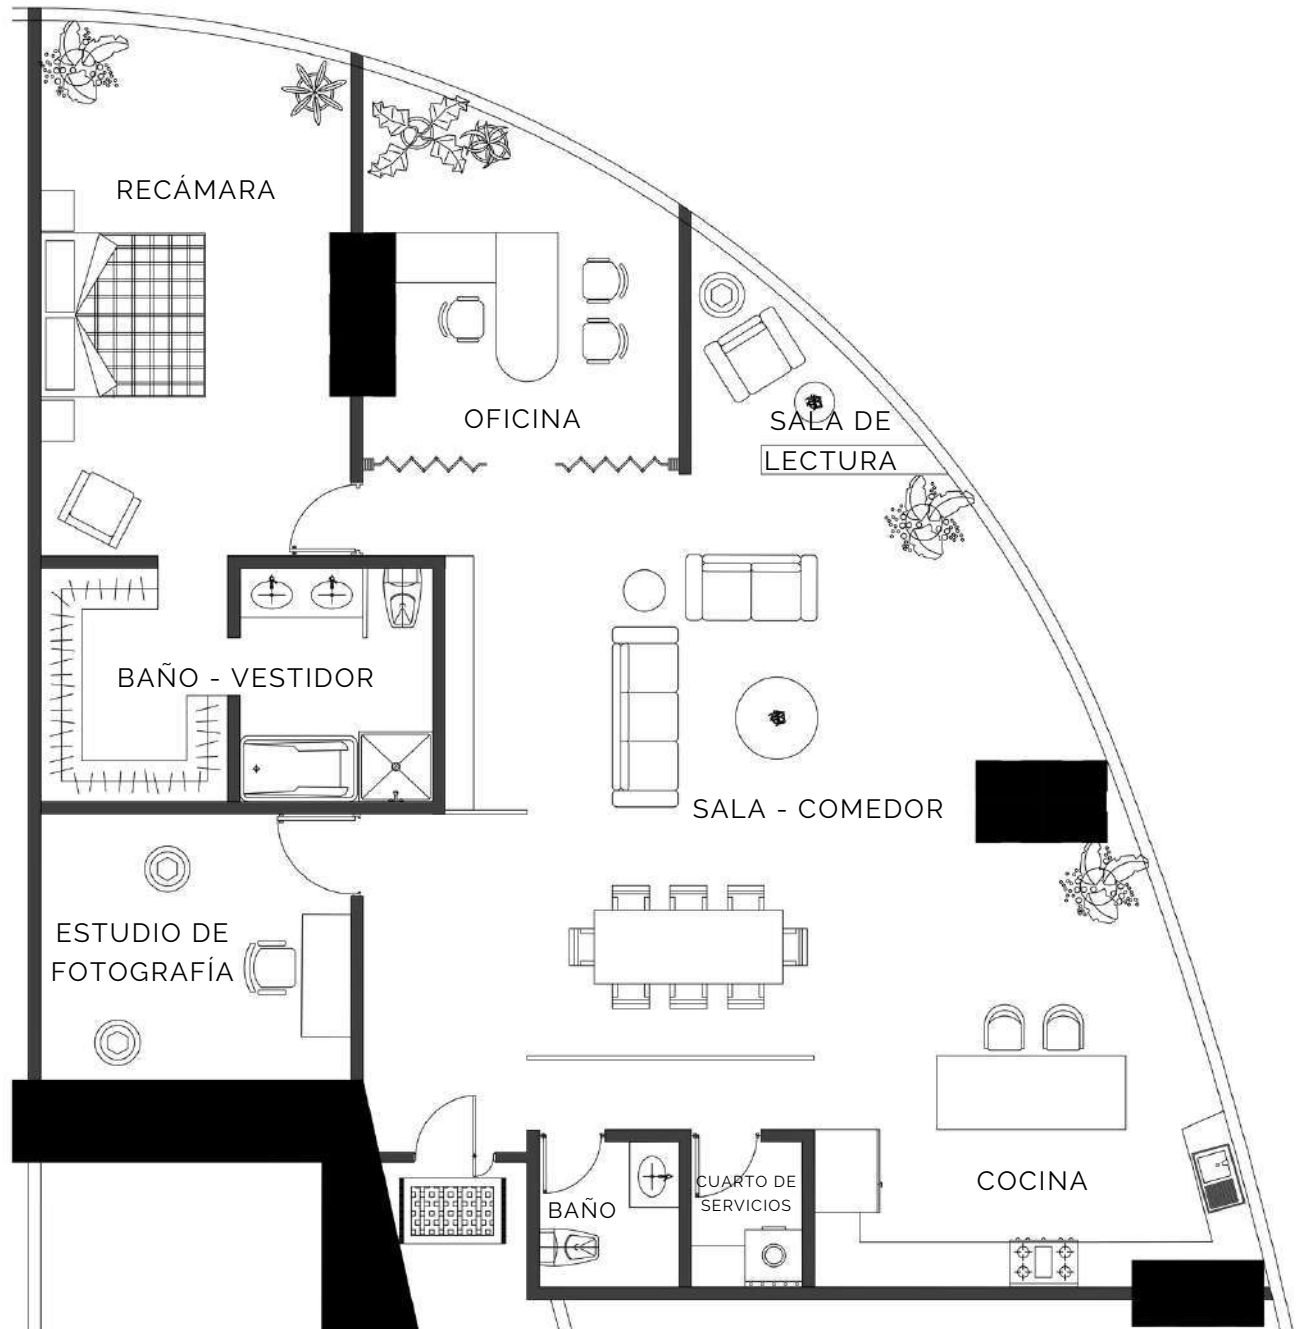 RECÁMARA
OFICINA
SALA DE
LECTURA
BAÑO - VESTIDOR
SALA - COMEDOR
ESTUDIO DE
FOTOGRAFÍA
COCINA
CUARTO DE
SERVICIOS
BAÑO